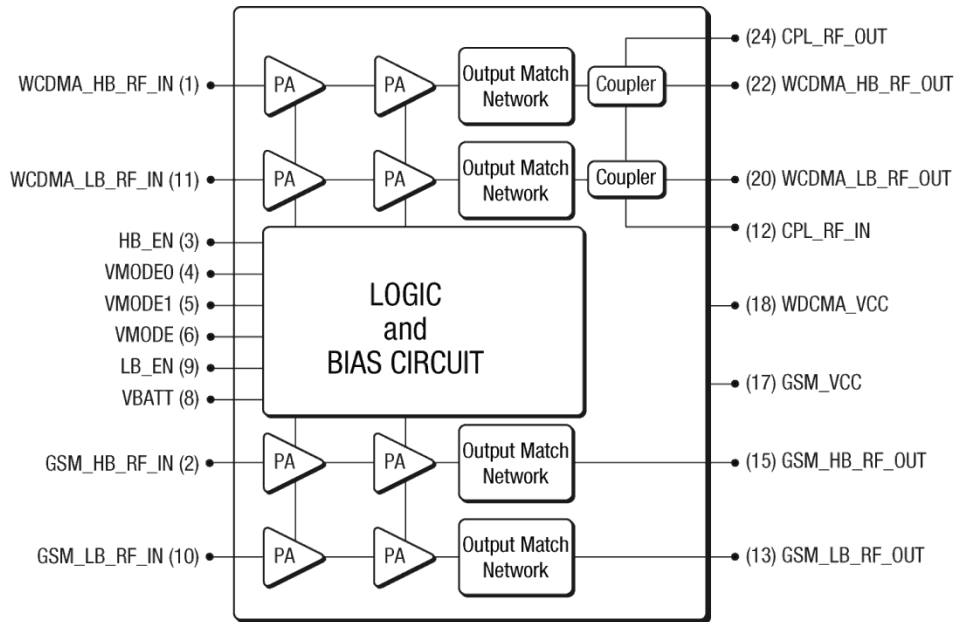 (24) CPL_RF_OUT
WCDMA_HB_RF_IN (1)
PA
PA
Output Match
Network
Coupler
(22) WCDMA_HB_RF_OUT
WCDMA_LB_RF_IN (11)
PA
PA
Output Match
Network
Coupler
(20) WCDMA_LB_RF_OUT
(12) CPL_RF_IN
HB_EN (3)
VMODE0 (4)
VMODE1 (5)
VMODE (6)
LB_EN (9)
VBATT (8)
LOGIC
and
BIAS CIRCUIT
(18) WDCMA_VCC
(17) GSM_VCC
GSM_HB_RF_IN (2)
PA
PA
Output Match
Network
(15) GSM_HB_RF_OUT
GSM_LB_RF_IN (10)
PA
PA
Output Match
Network
(13) GSM_LB_RF_OUT